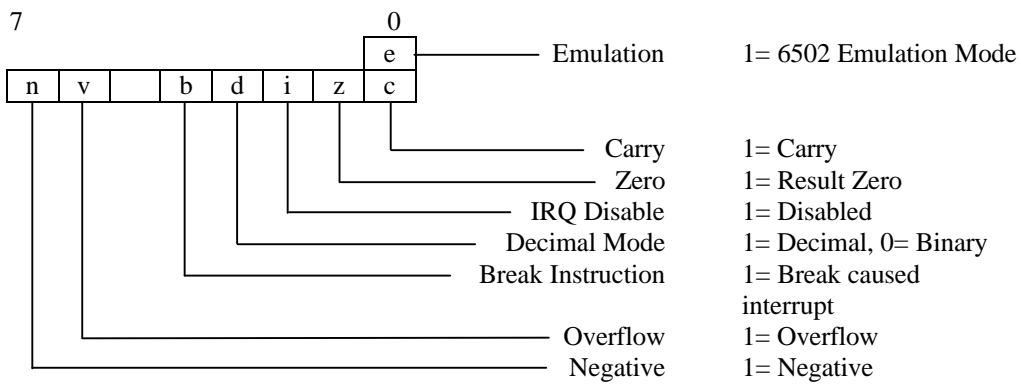 7 0
e Emulation 1= 6502 Emulation Mode
n v b d i z c
Carry 1= Carry
Zero 1= Result Zero
IRQ Disable 1= Disabled
Decimal Mode 1= Decimal, 0= Binary
Break Instruction 1= Break caused
interrupt
Overflow 1= Overflow
Negative 1= Negative